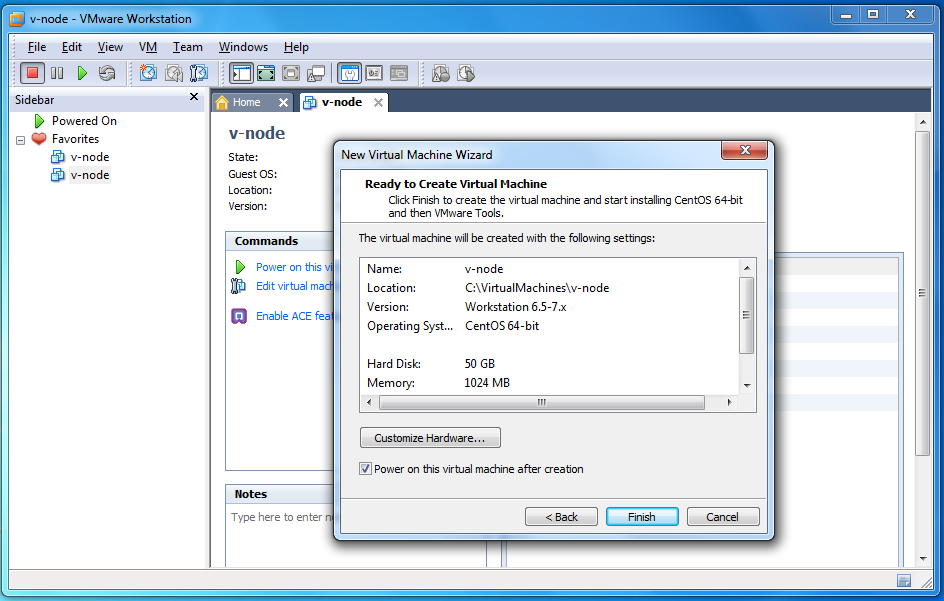 v-node - VMware Workstation
File Edit View VM Team Windows Help
Sidebar
Powered On
Favorites
v-node
v-node
Home
v-node
v-node
State:
Guest OS:
Location:
Version:
Commands
Power on this vi
Edit virtual mach
Enable ACE feat
Notes
Type here to enter n
New Virtual Machine Wizard
Ready to Create Virtual Machine
Click Finish to create the virtual machine and start installing CentOS 64-bit
and then VMware Tools.
The virtual machine will be created with the following settings:
Name: v-node
Location: C:\VirtualMachines\v-node
Version: Workstation 6.5-7.x
Operating Syst... CentOS 64-bit
Hard Disk: 50 GB
Memory: 1024 MB
Customize Hardware...
Power on this virtual machine after creation
< Back Finish Cancel